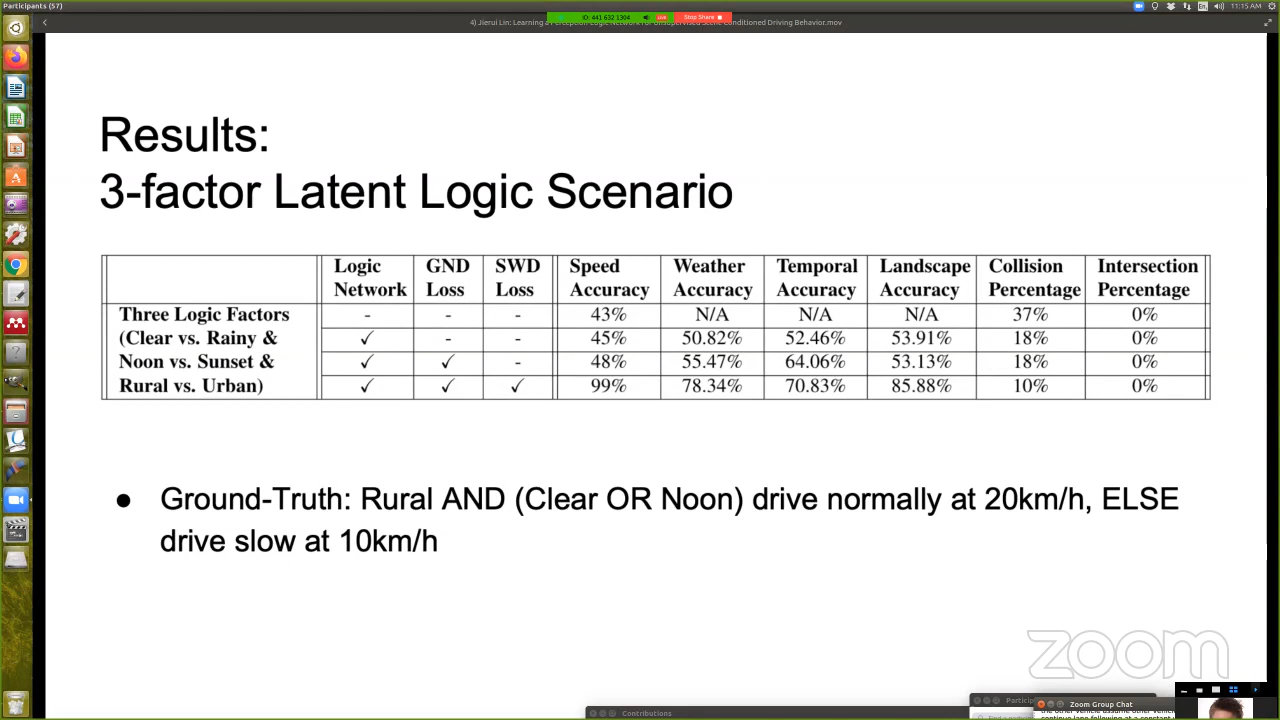 Participants (57)
11:15 AM
ID: 441 632 1304
LIVE
Stop Share
Conditioned Driving Behavior.mov
Results:
3-factor Latent Logic Scenario
Logic Network GND Loss SWD Loss Speed Accuracy Weather Accuracy Temporal Accuracy Landscape Accuracy Collision Percentage Intersection Percentage
Three Logic Factors - - - 43% N/A N/A N/A 37% 0%
(Clear vs. Rainy & ✓ - - 45% 50.82% 52.46% 53.91% 18% 0%
Noon vs. Sunset & ✓ ✓ - 48% 55.47% 64.06% 53.13% 18% 0%
Rural vs. Urban) ✓ ✓ ✓ 99% 78.34% 70.83% 85.88% 10% 0%
● Ground-Truth: Rural AND (Clear OR Noon) drive normally at 20km/h, ELSE
drive slow at 10km/h
zoom
Zoom Group Chat
Contributions